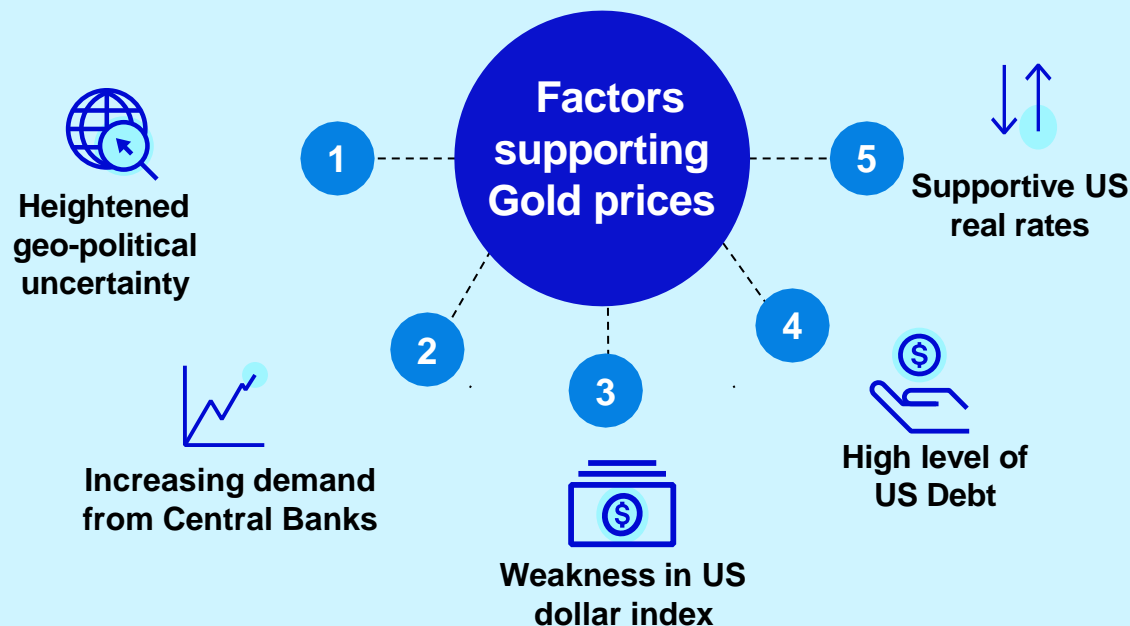 Factors
supporting
Gold prices
1
Heightened
geo-political
uncertainty
2
Increasing demand
from Central Banks
3
$
Weakness in US
dollar index
4
$
High level of
US Debt
5
Supportive US
real rates